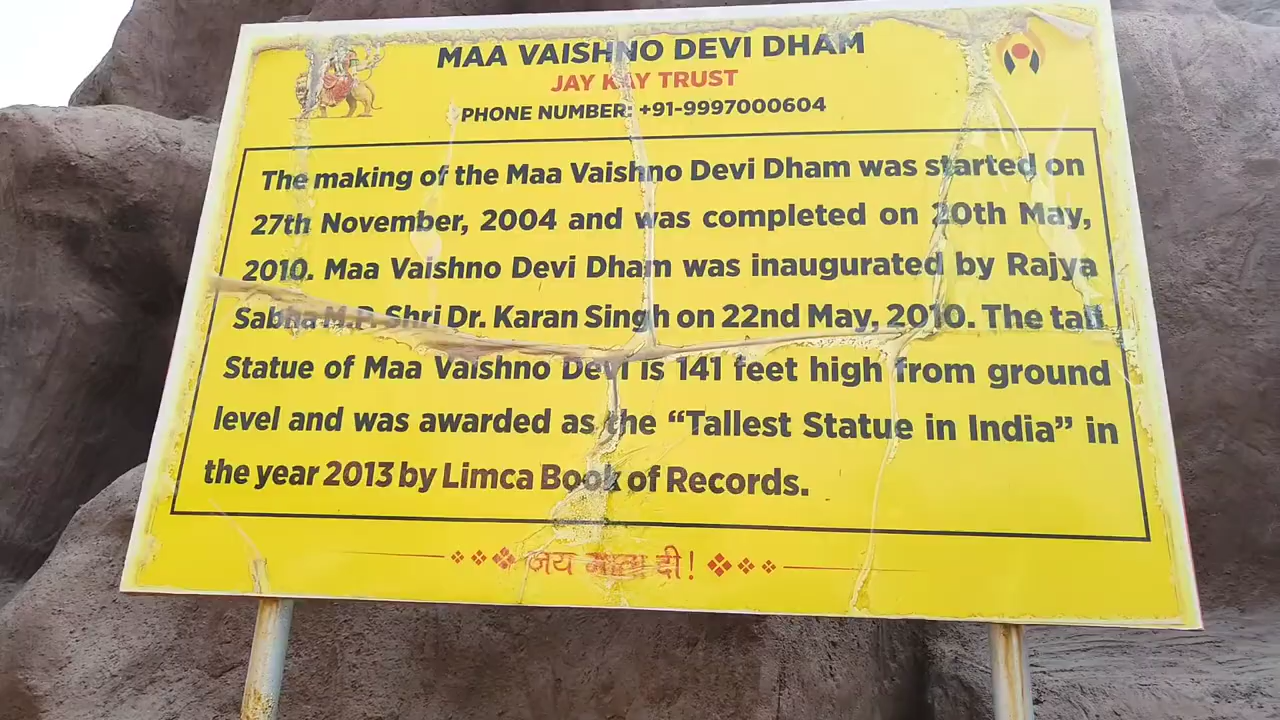 MAA VAISHNO DEVI DHAM
JAY KAY TRUST
PHONE NUMBER: +91-9997000604
The making of the Maa Vaishno Devi Dham was started on
27th November, 2004 and was completed on 20th May,
2010. Maa Vaishno Devi Dham was inaugurated by Rajya
Sabha M.P. Shri Dr. Karan Singh on 22nd May, 2010. The tall
Statue of Maa Vaishno Devi is 141 feet high from ground
level and was awarded as the “Tallest Statue in India” in
the year 2013 by Limca Book of Records.
जय माता दी!